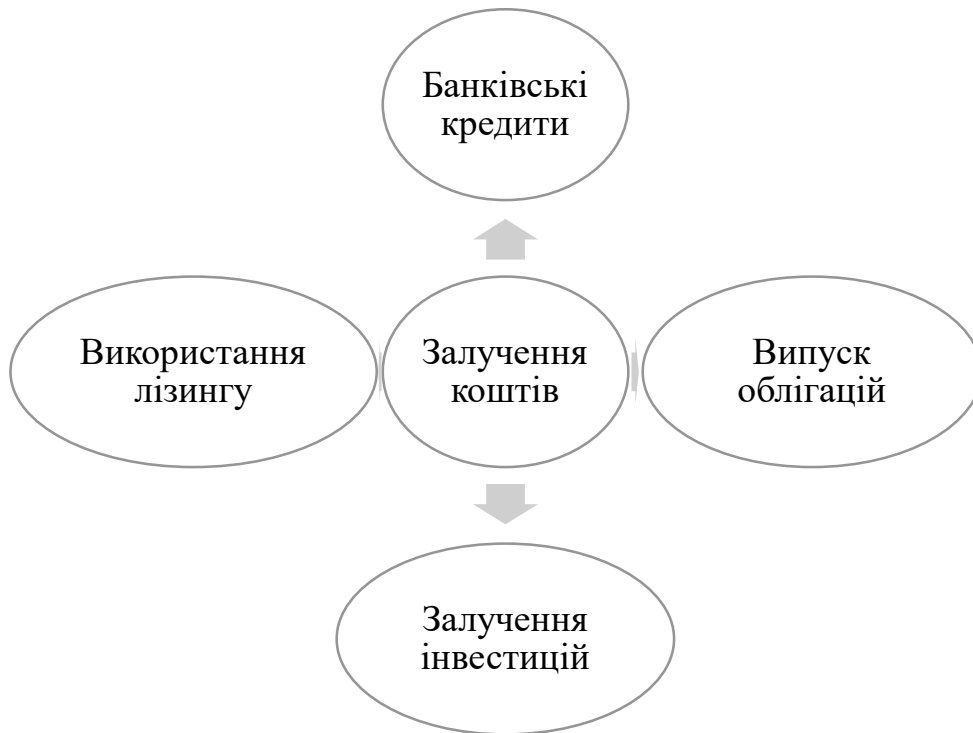 Банківські
кредити
Використання
лізингу
Залучення
коштів
Випуск
облігацій
Залучення
інвестицій